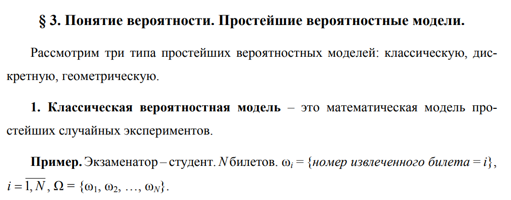 § 3. Понятие вероятности. Простейшие вероятностные модели.
Рассмотрим три типа простейших вероятностных моделей: классическую, дис-
кретную, геометрическую.
1. Классическая вероятностная модель – это математическая модель про-
стейших случайных экспериментов.
Пример. Экзаменатор – студент. N билетов. ωᵢ = {номер извлеченного билета = i},
i = 1, N̅, Ω = {ω₁, ω₂, …, ω_N}.